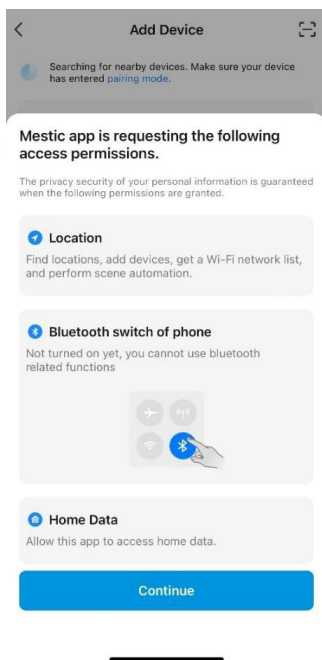 Add Device
Searching for nearby devices. Make sure your device
has entered pairing mode.
Mestic app is requesting the following
access permissions.
The privacy security of your personal information is guaranteed
when the following permissions are granted.
Location
Find locations, add devices, get a Wi-Fi network list,
and perform scene automation.
Bluetooth switch of phone
Not turned on yet, you cannot use bluetooth
related functions
Home Data
Allow this app to access home data.
Continue